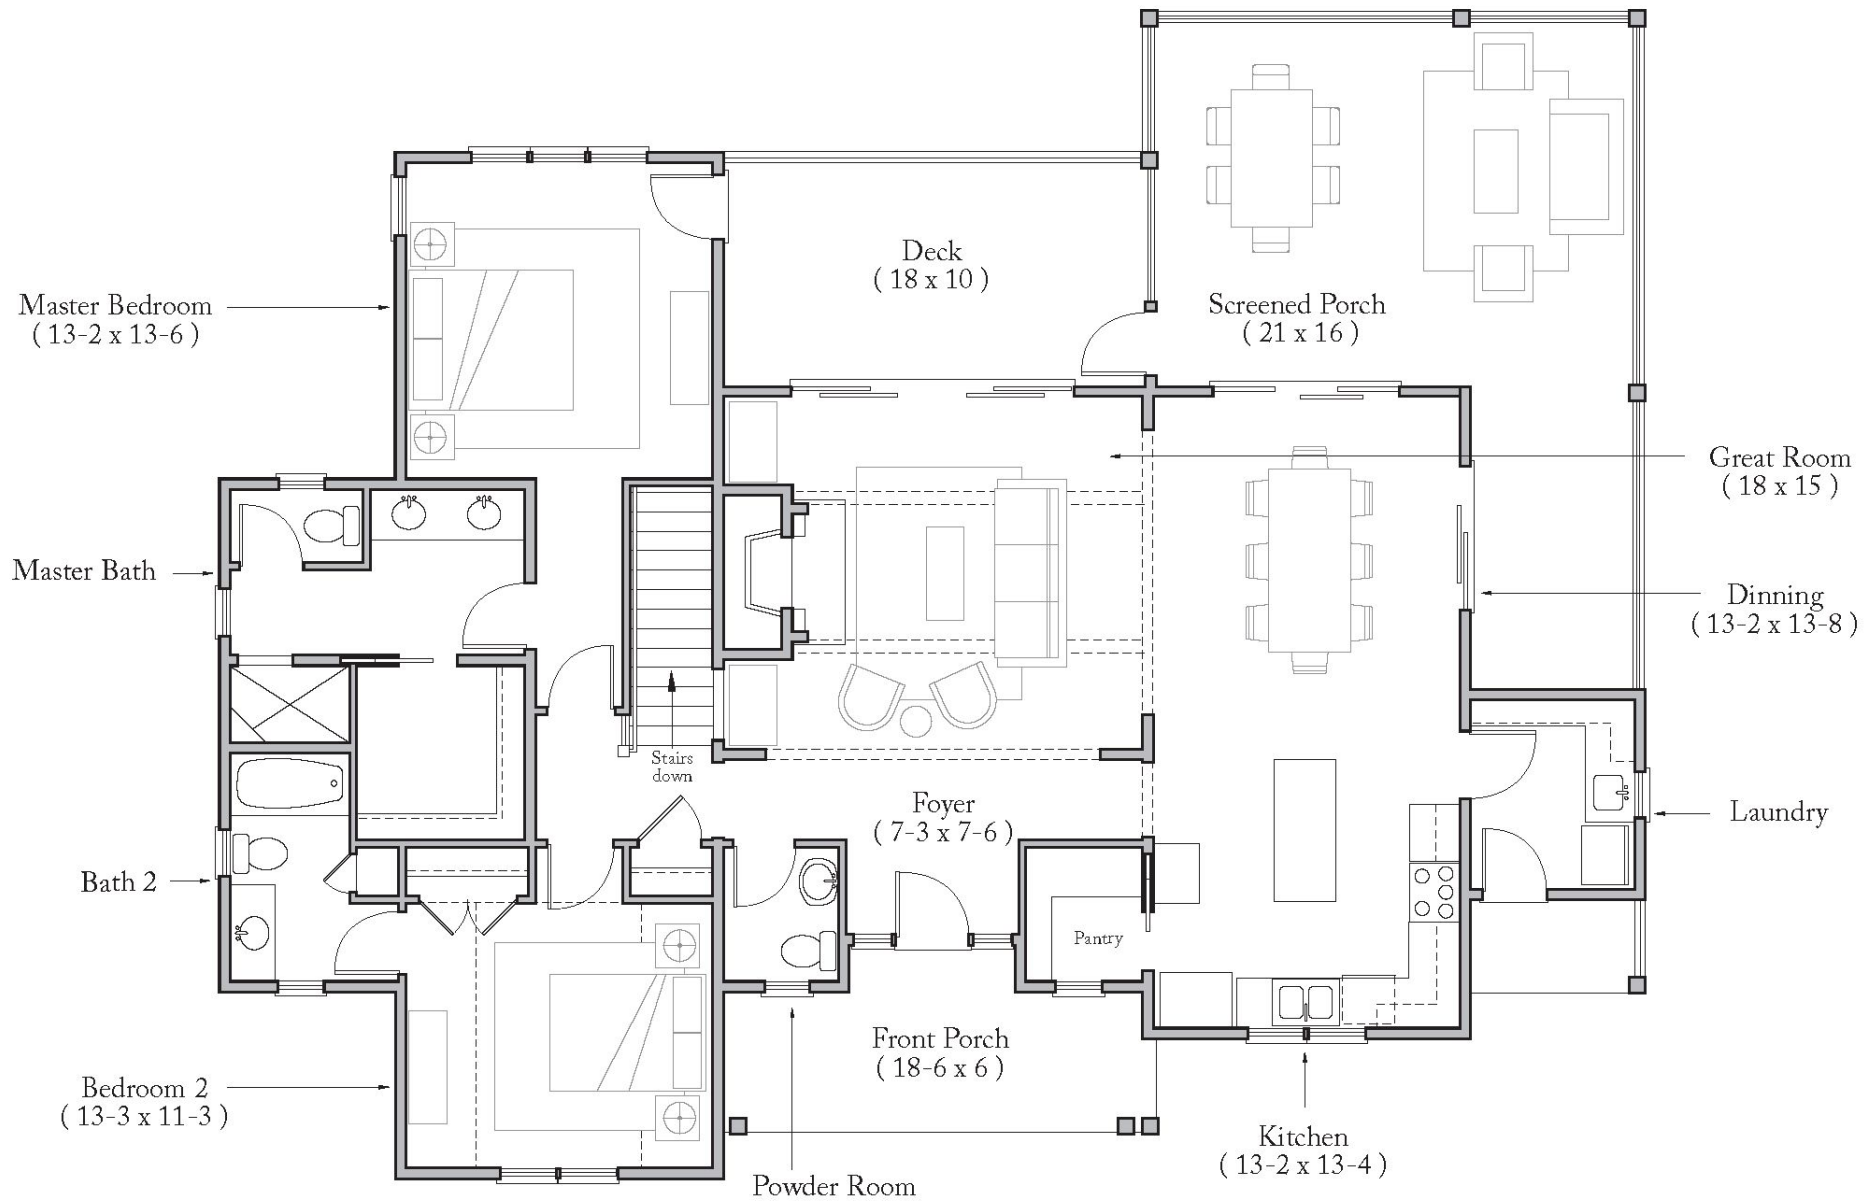 Deck
( 18 x 10 )
Screened Porch
( 21 x 16 )
Master Bedroom
( 13-2 x 13-6 )
Great Room
( 18 x 15 )
Master Bath
Dinning
( 13-2 x 13-8 )
Stairs
down
Foyer
( 7-3 x 7-6 )
Laundry
Bath 2
Pantry
Front Porch
( 18-6 x 6 )
Bedroom 2
( 13-3 x 11-3 )
Kitchen
( 13-2 x 13-4 )
Powder Room